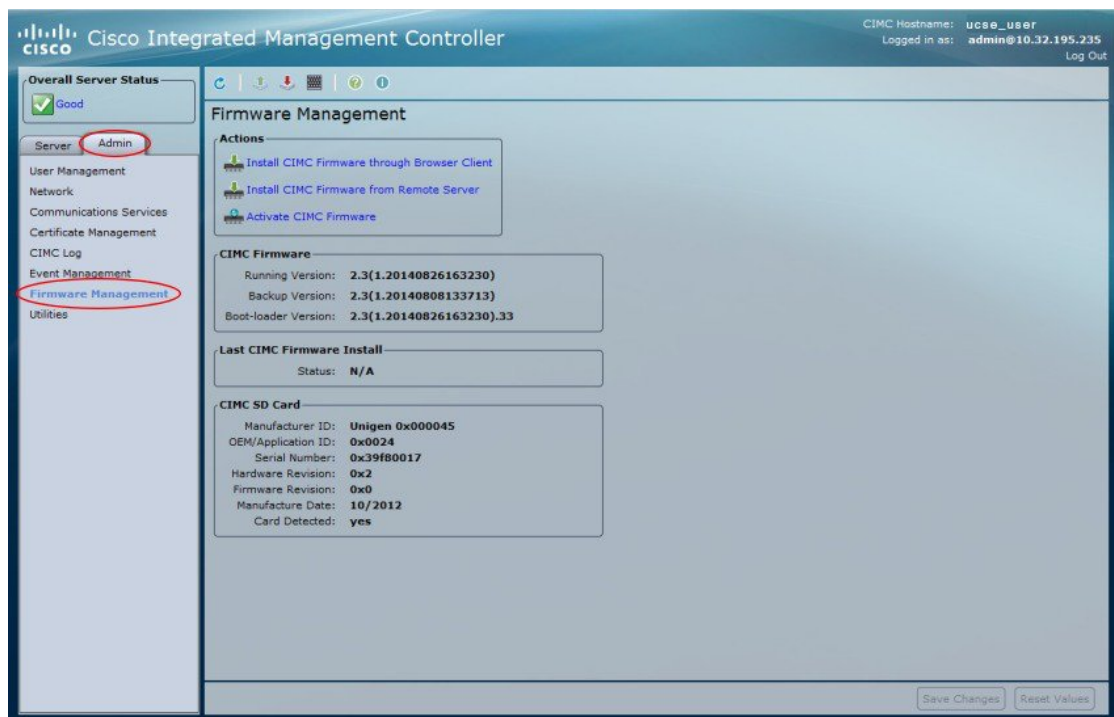 CISCO Cisco Integrated Management Controller
CIMC Hostname: ucse_user
Logged in as: admin@10.32.195.235
Log Out
Overall Server Status
Good
Server Admin
User Management
Network
Communications Services
Certificate Management
CIMC Log
Event Management
Firmware Management
Utilities
Firmware Management
Actions
Install CIMC Firmware through Browser Client
Install CIMC Firmware from Remote Server
Activate CIMC Firmware
CIMC Firmware
Running Version: 2.3(1.20140826163230)
Backup Version: 2.3(1.20140808133713)
Boot-loader Version: 2.3(1.20140826163230).33
Last CIMC Firmware Install
Status: N/A
CIMC SD Card
Manufacturer ID: Unigen 0x000045
OEM/Application ID: 0x0024
Serial Number: 0x39f80017
Hardware Revision: 0x2
Firmware Revision: 0x0
Manufacture Date: 10/2012
Card Detected: yes
Save Changes Reset Values